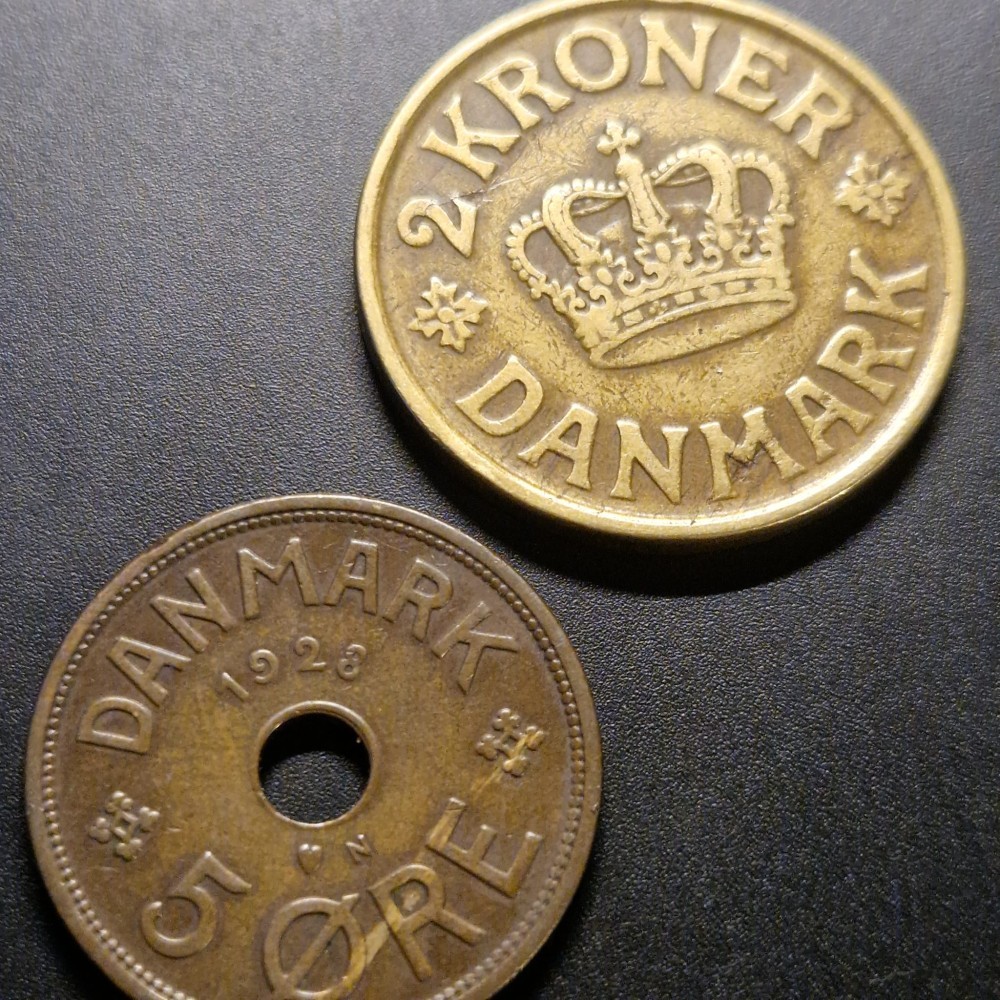 2 KRONER
DANMARK
DANMARK
1928
♥ N
5 ØRE